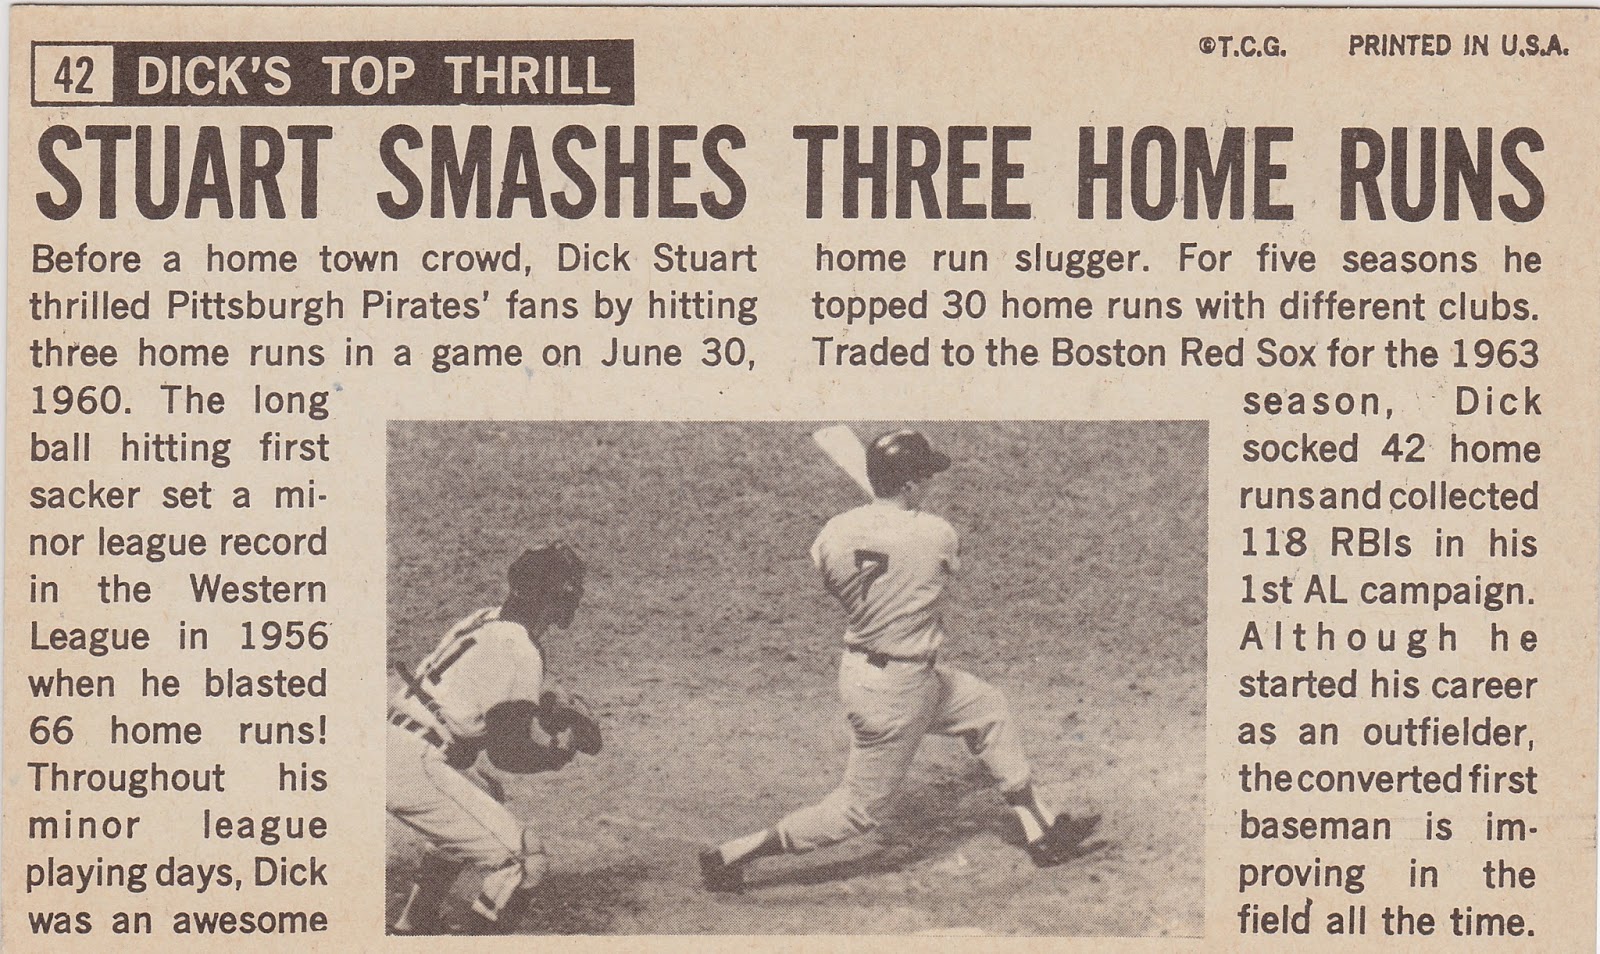 42 DICK'S TOP THRILL
©T.C.G. PRINTED IN U.S.A.
STUART SMASHES THREE HOME RUNS
Before a home town crowd, Dick Stuart
thrilled Pittsburgh Pirates' fans by hitting
three home runs in a game on June 30,
1960. The long
ball hitting first
sacker set a mi-
nor league record
in the Western
League in 1956
when he blasted
66 home runs!
Throughout his
minor league
playing days, Dick
was an awesome
home run slugger. For five seasons he
topped 30 home runs with different clubs.
Traded to the Boston Red Sox for the 1963
season, Dick
socked 42 home
runs and collected
118 RBIs in his
1st AL campaign.
Although he
started his career
as an outfielder,
the converted first
baseman is im-
proving in the
field all the time.
7